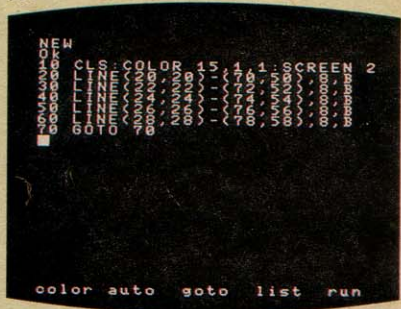 NEW
Ok
10 CLS:COLOR 15,1,1:SCREEN 2
20 LINE(20,20)-(70,50),8,B
30 LINE(22,22)-(72,52),8,B
40 LINE(24,24)-(74,54),8,B
50 LINE(26,26)-(76,56),8,B
60 LINE(28,28)-(78,58),8,B
70 GOTO 70
color auto goto list run